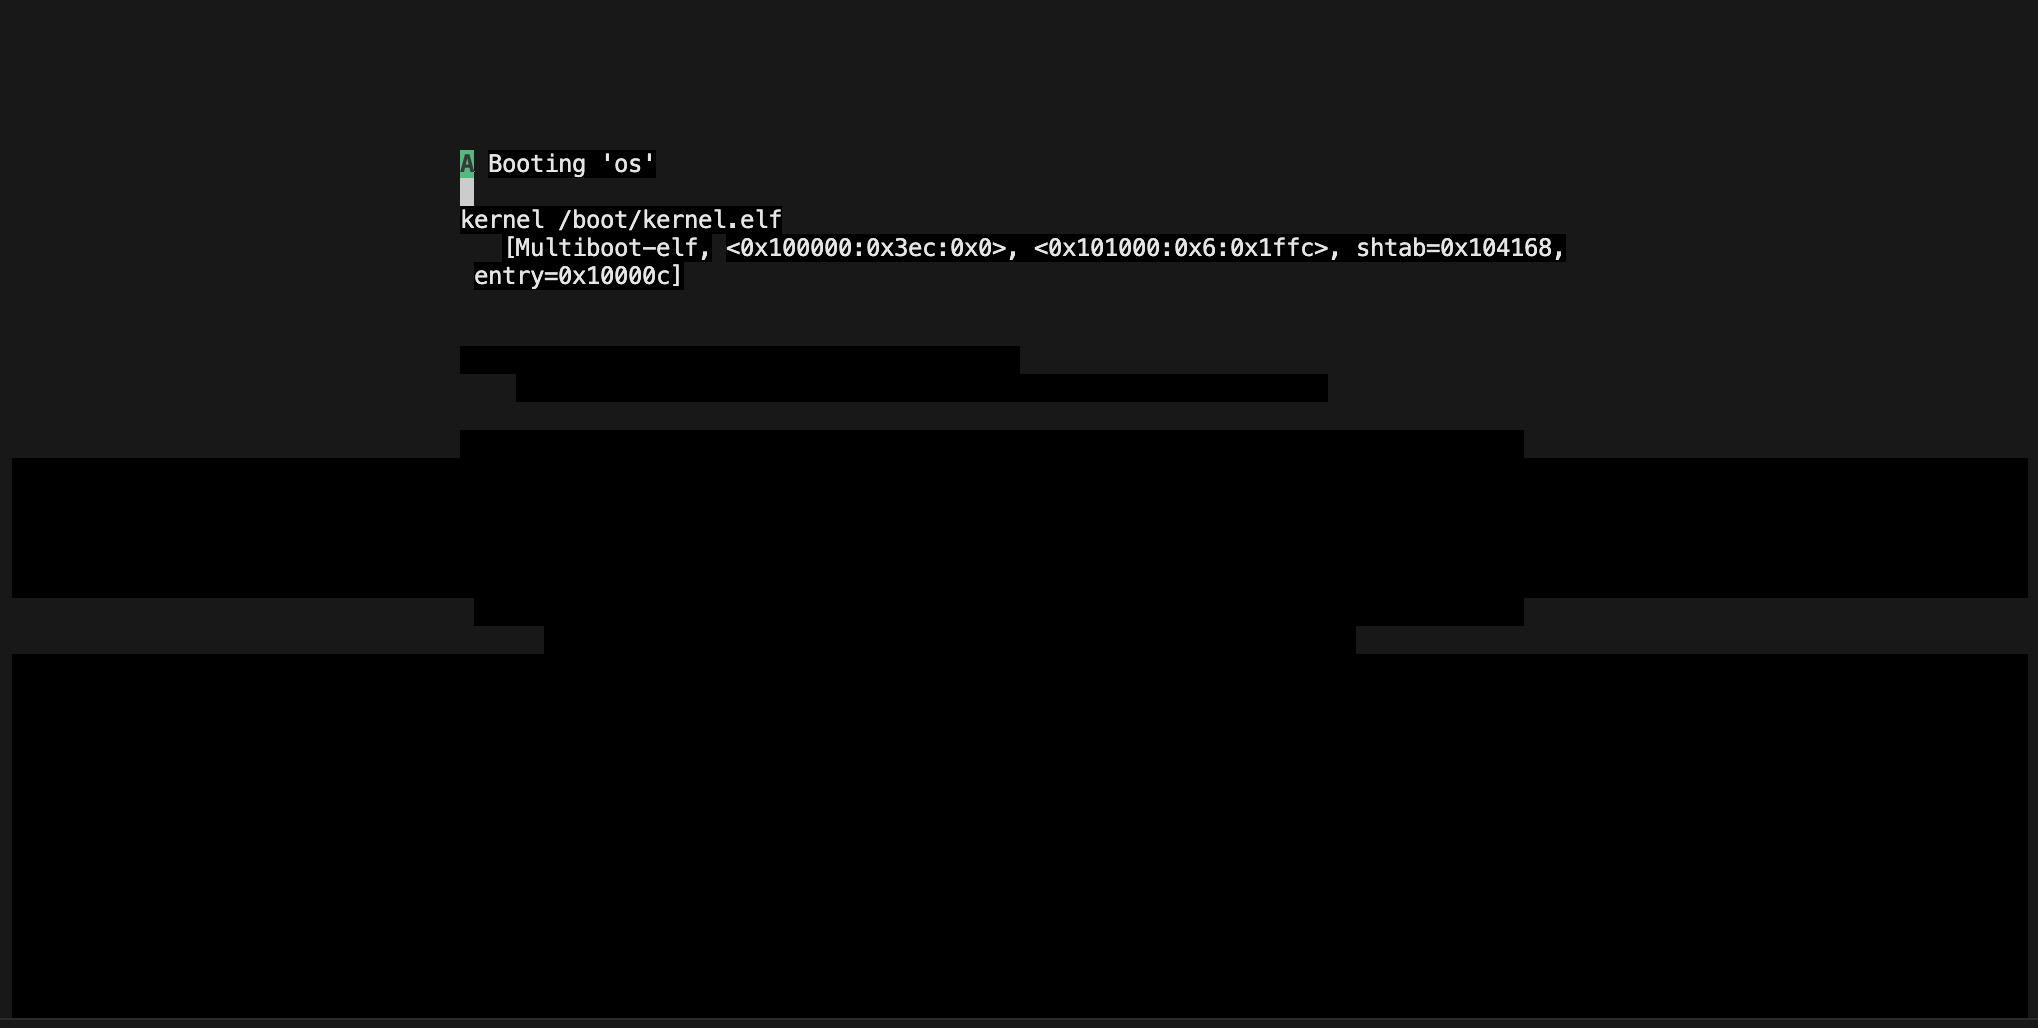 A Booting 'os'
kernel /boot/kernel.elf
[Multiboot-elf, <0x100000:0x3ec:0x0>, <0x101000:0x6:0x1ffc>, shtab=0x104168,
entry=0x10000c]